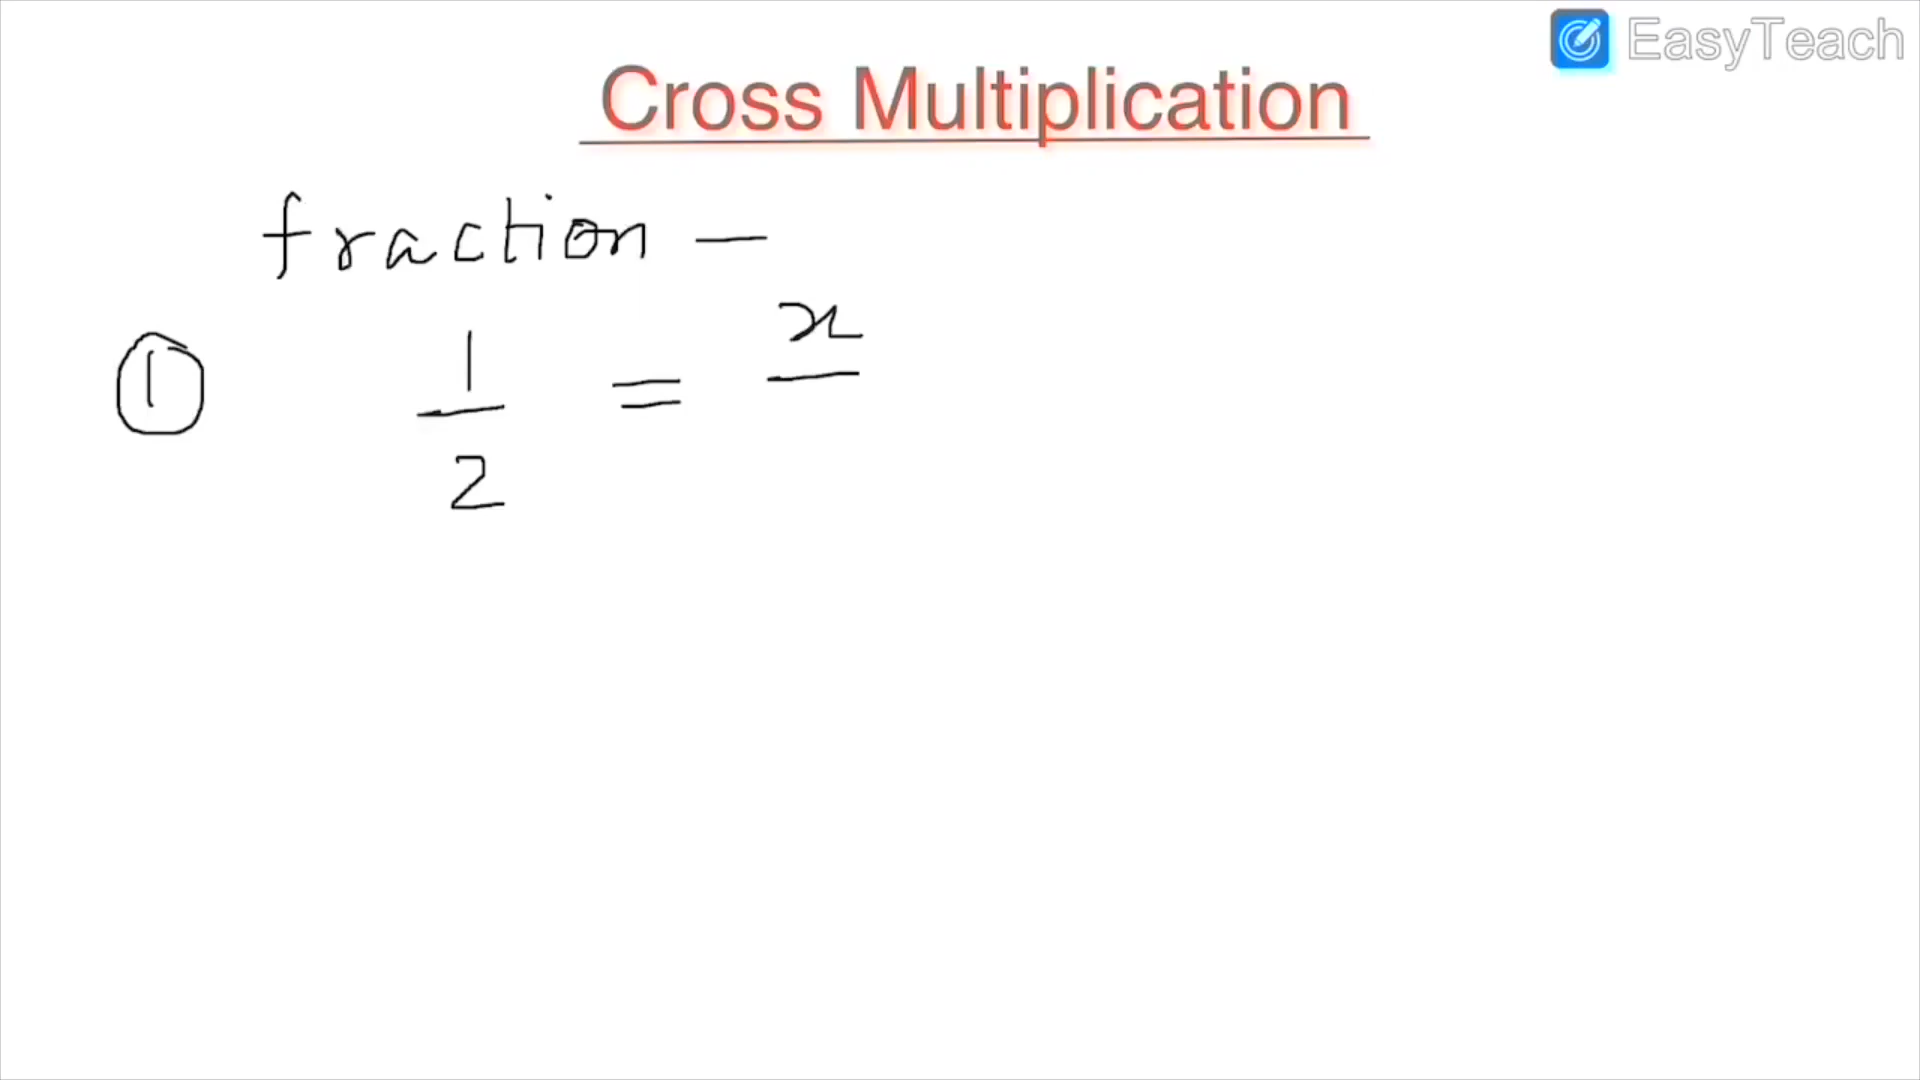 EasyTeach
Cross Multiplication
fraction —
① 1/2 = x/